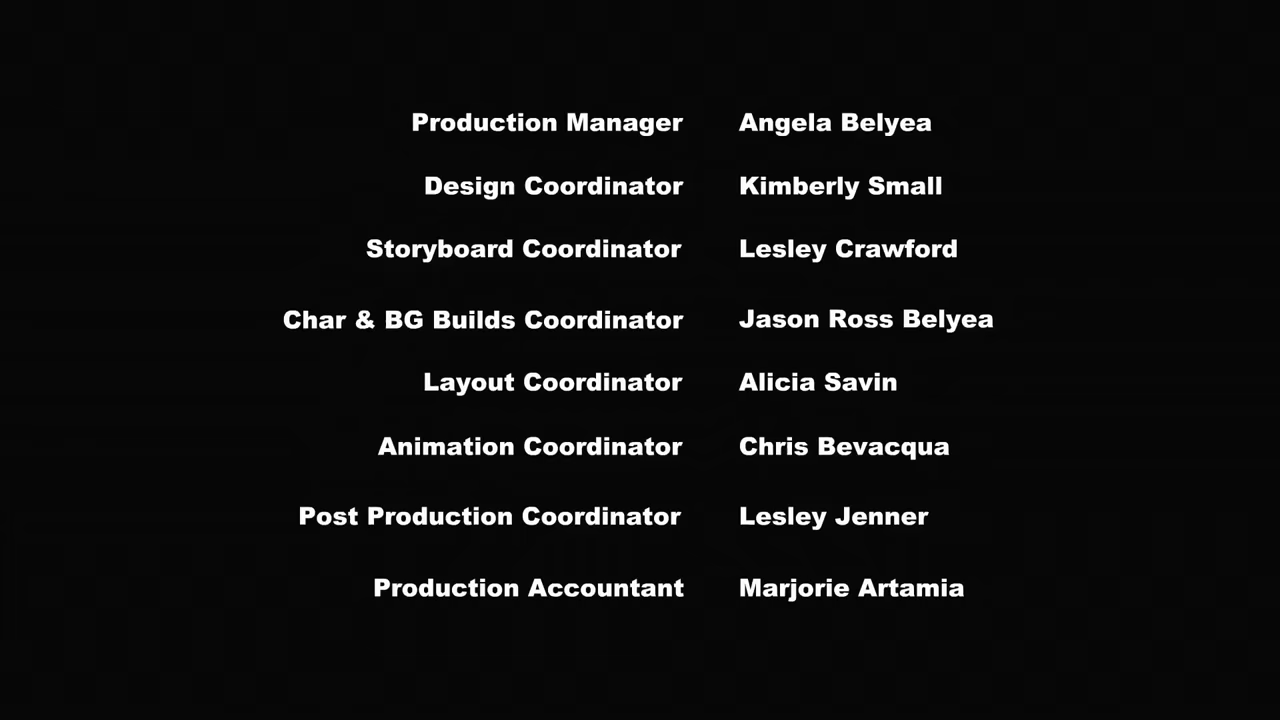 Production Manager Angela Belyea
Design Coordinator Kimberly Small
Storyboard Coordinator Lesley Crawford
Char & BG Builds Coordinator Jason Ross Belyea
Layout Coordinator Alicia Savin
Animation Coordinator Chris Bevacqua
Post Production Coordinator Lesley Jenner
Production Accountant Marjorie Artamia